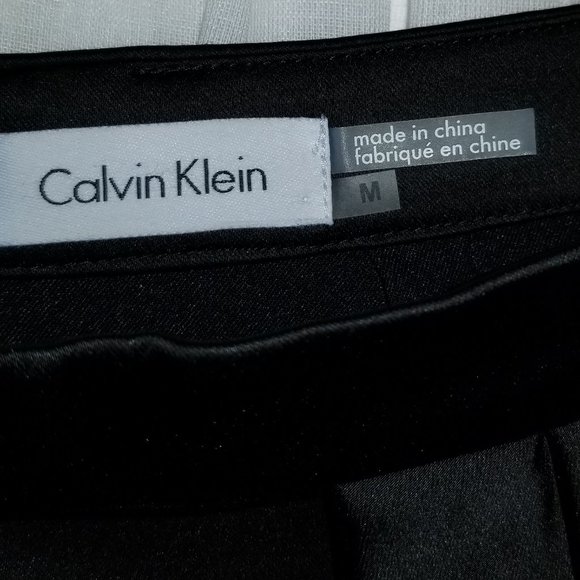 Calvin Klein
made in china
fabriqué en chine
M